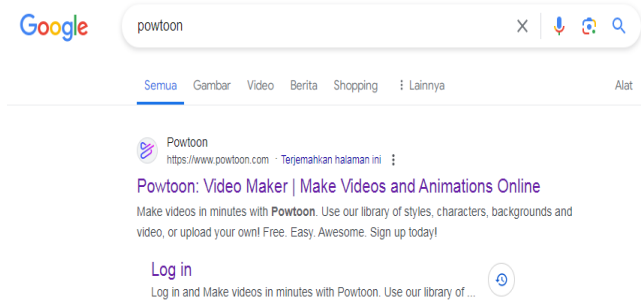 Google
powtoon
Semua Gambar Video Berita Shopping Lainnya Alat
Powtoon
https://www.powtoon.com · Terjemahkan halaman ini
Powtoon: Video Maker | Make Videos and Animations Online
Make videos in minutes with Powtoon. Use our library of styles, characters, backgrounds and
video, or upload your own! Free. Easy. Awesome. Sign up today!
Log in
Log in and Make videos in minutes with Powtoon. Use our library of ...